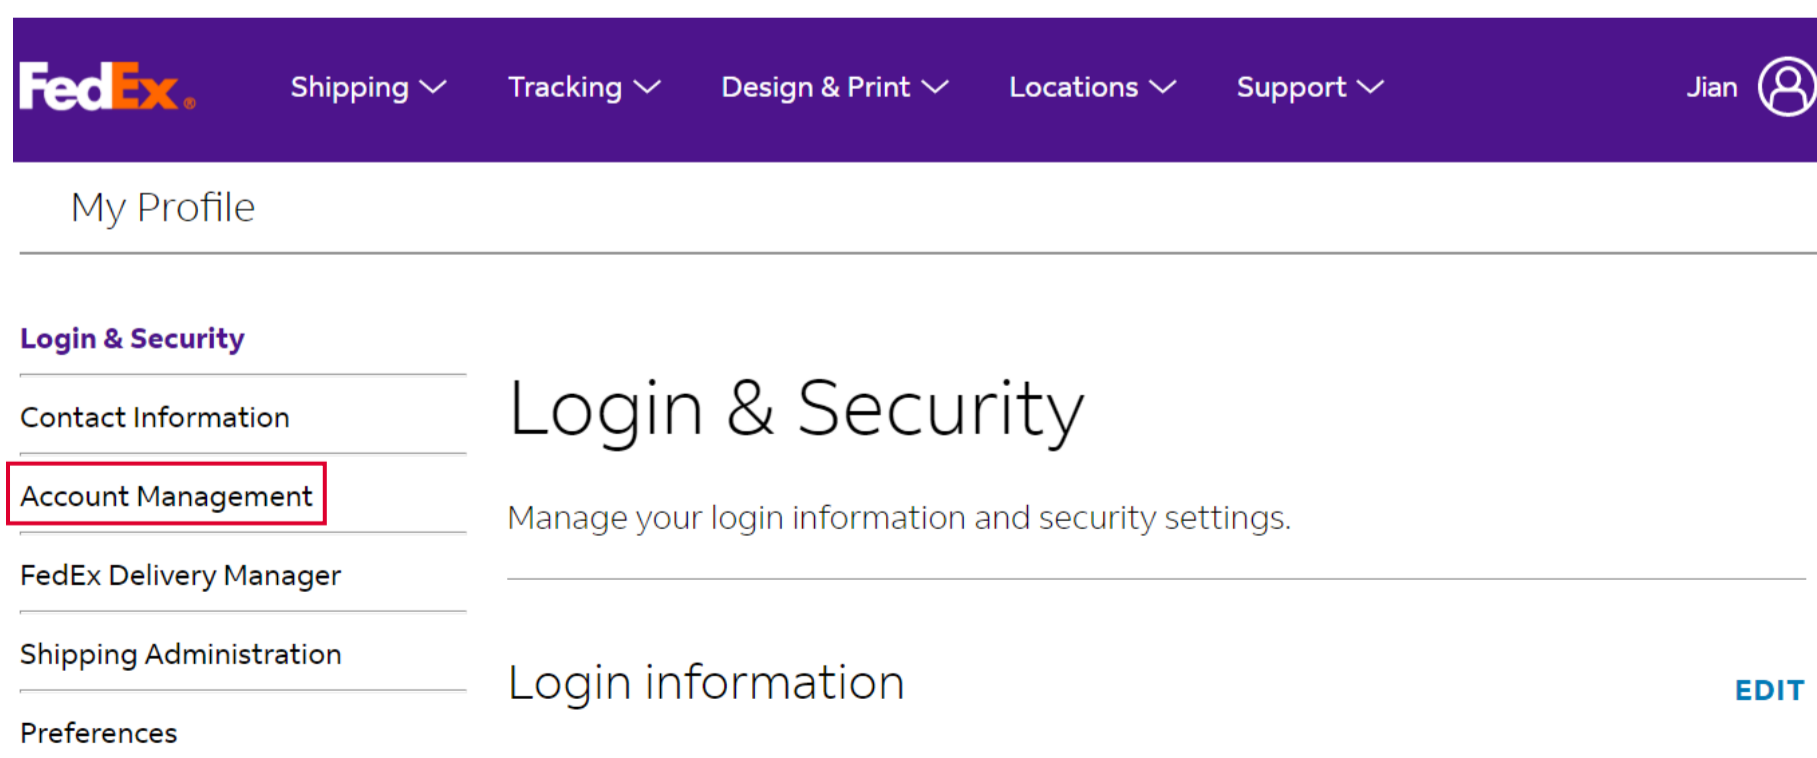 FedEx® Shipping Tracking Design & Print Locations Support Jian
My Profile
Login & Security
Contact Information
Account Management
FedEx Delivery Manager
Shipping Administration
Preferences
Login & Security
Manage your login information and security settings.
Login information EDIT